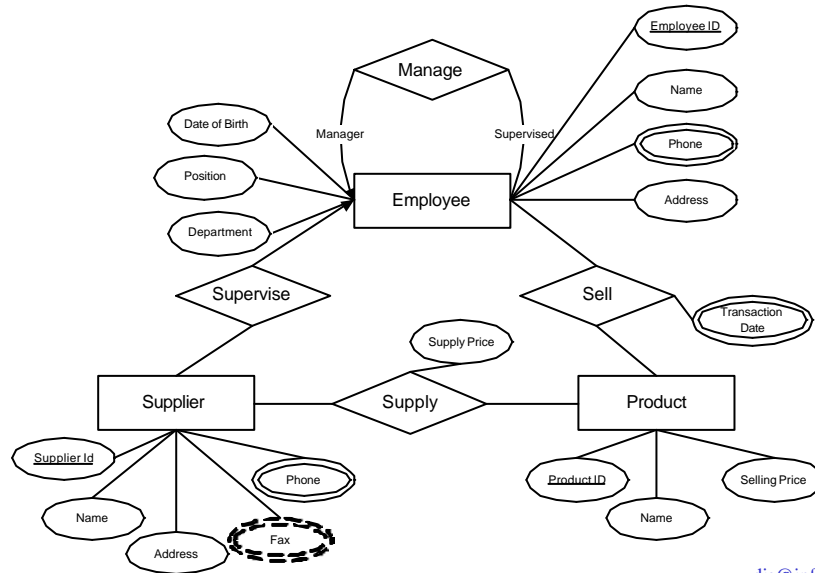 Employee ID
Manage
Name
Date of Birth
Manager
Supervised
Phone
Position
Employee
Address
Department
Supervise
Sell
Transaction
Date
Supply Price
Supplier
Supply
Product
Supplier Id
Phone
Product ID
Selling Price
Name
Name
Fax
Address